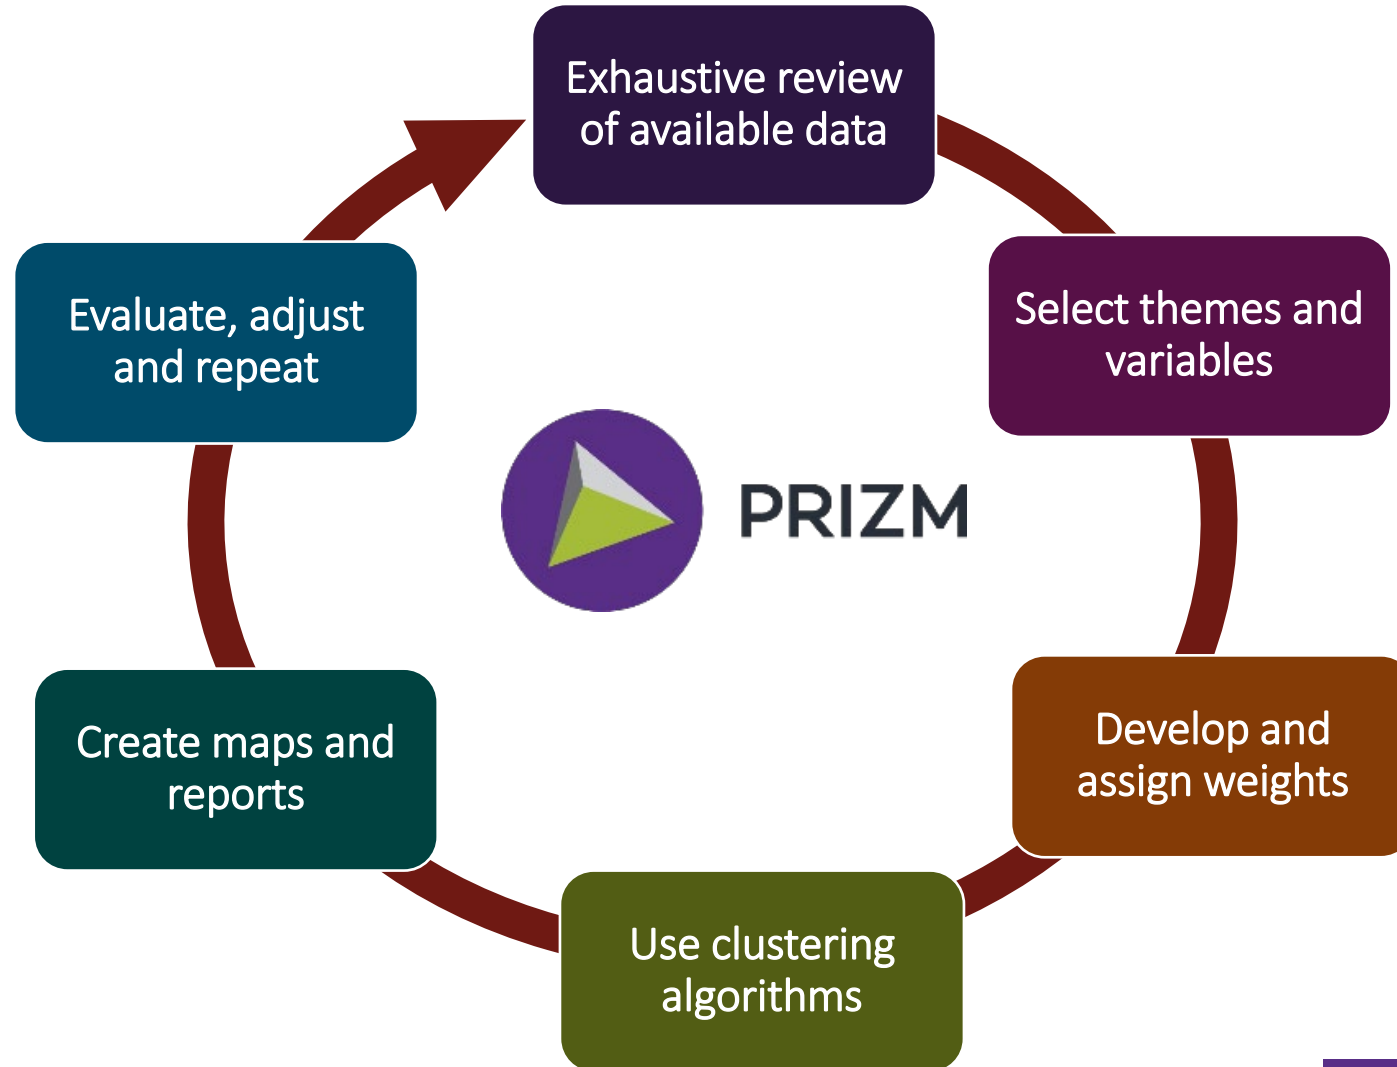 Exhaustive review
of available data
Select themes and
variables
Develop and
assign weights
Use clustering
algorithms
Create maps and
reports
Evaluate, adjust
and repeat
PRIZM